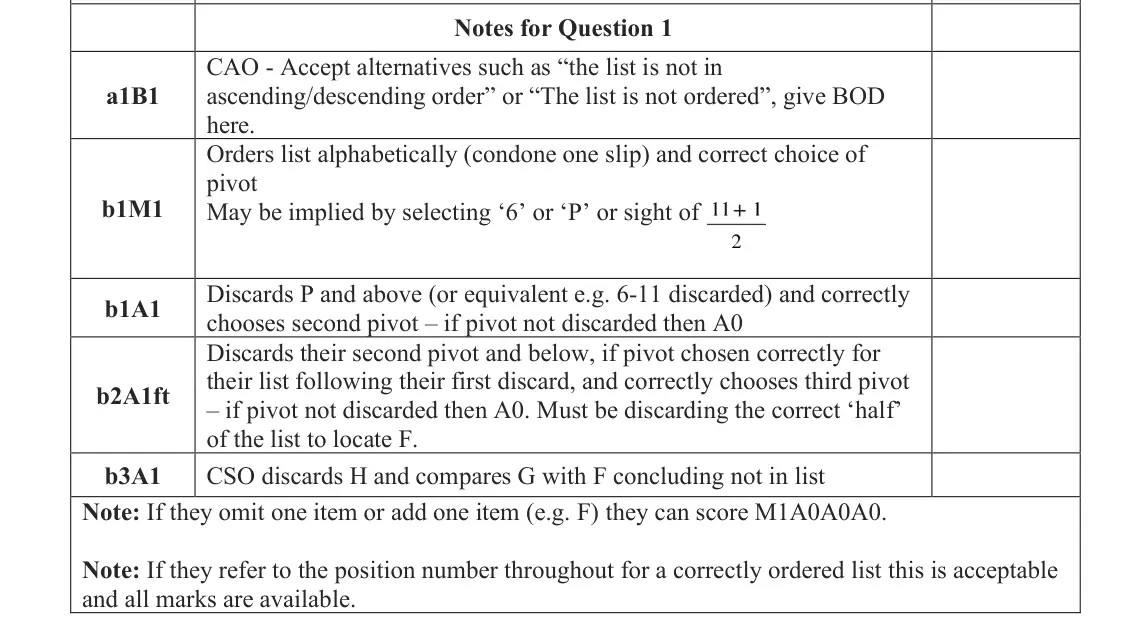 Notes for Question 1
a1B1
CAO - Accept alternatives such as “the list is not in
ascending/descending order” or “The list is not ordered”, give BOD
here.
b1M1
Orders list alphabetically (condone one slip) and correct choice of
pivot
May be implied by selecting ‘6’ or ‘P’ or sight of 11 + 1
2
b1A1
Discards P and above (or equivalent e.g. 6-11 discarded) and correctly
chooses second pivot – if pivot not discarded then A0
b2A1ft
Discards their second pivot and below, if pivot chosen correctly for
their list following their first discard, and correctly chooses third pivot
– if pivot not discarded then A0. Must be discarding the correct ‘half’
of the list to locate F.
b3A1
CSO discards H and compares G with F concluding not in list
Note: If they omit one item or add one item (e.g. F) they can score M1A0A0A0.
Note: If they refer to the position number throughout for a correctly ordered list this is acceptable
and all marks are available.